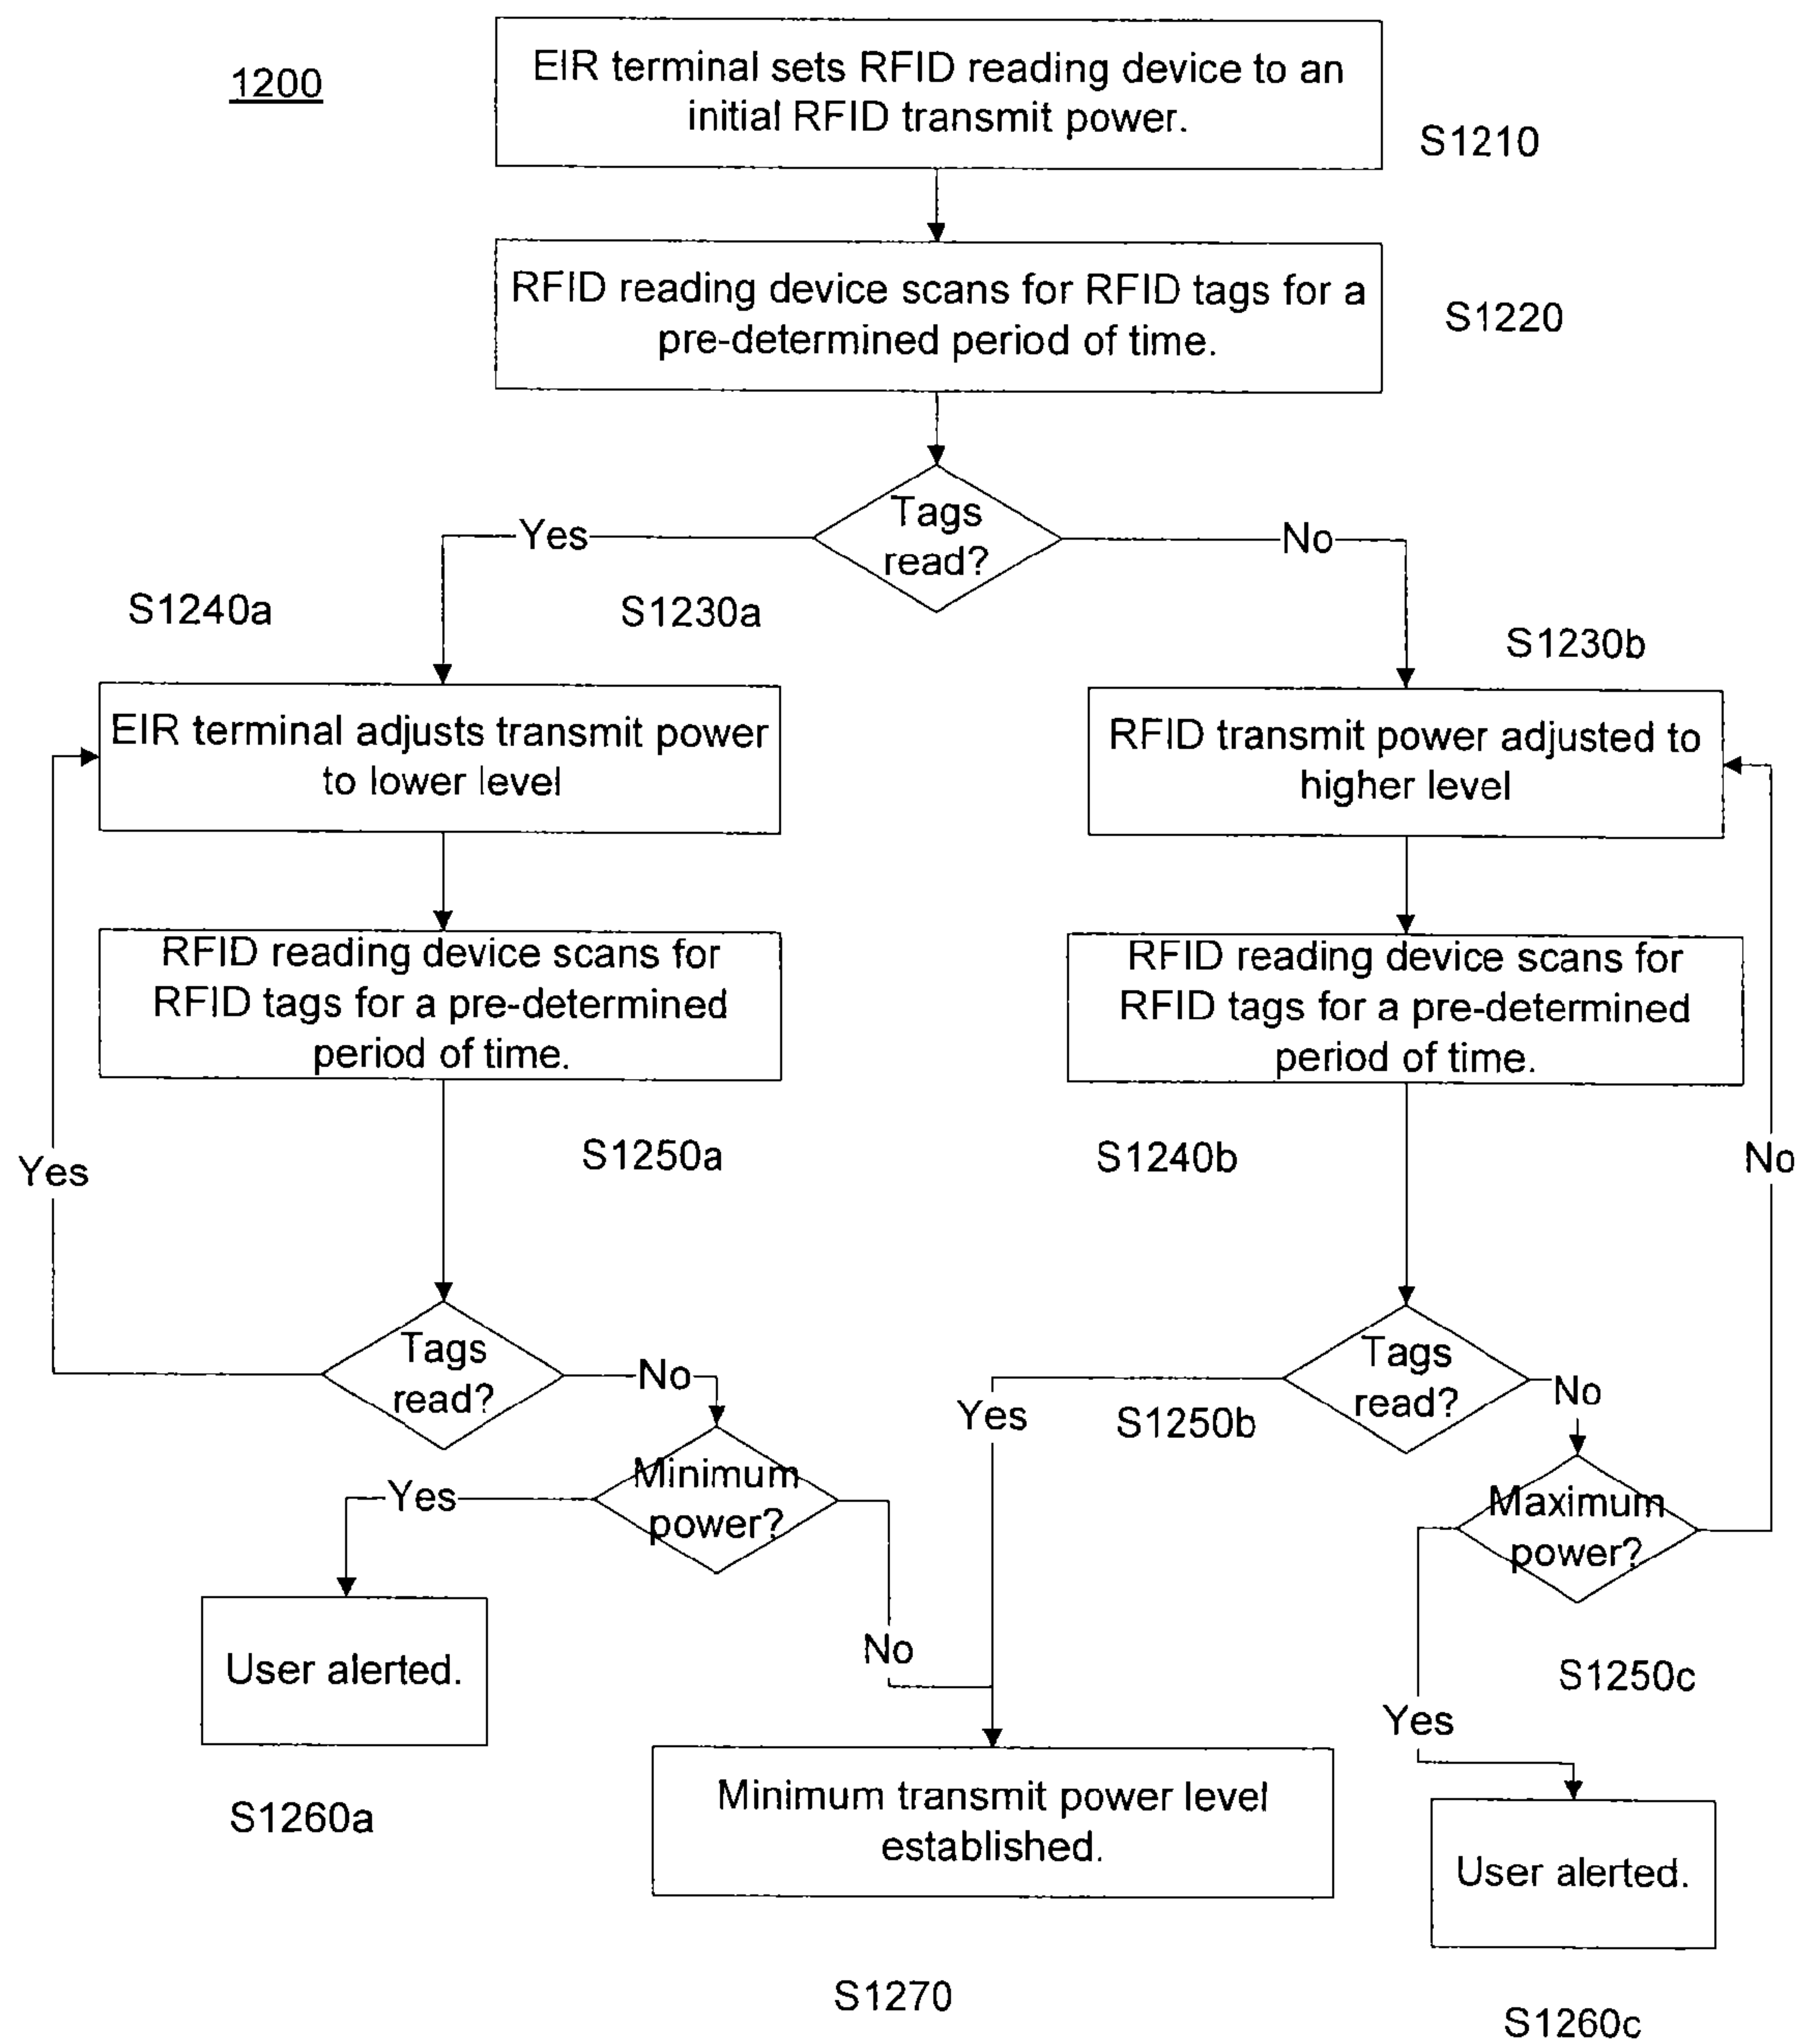 1200
EIR terminal sets RFID reading device to an
initial RFID transmit power.
S1210
RFID reading device scans for RFID tags for a
pre-determined period of time.
S1220
Tags
read?
Yes
No
S1240a
S1230a
S1230b
EIR terminal adjusts transmit power
to lower level
RFID transmit power adjusted to
higher level
RFID reading device scans for
RFID tags for a pre-determined
period of time.
RFID reading device scans for
RFID tags for a pre-determined
period of time.
Yes
S1250a
S1240b
No
Tags
read?
No
Yes
S1250b
Tags
read?
No
Yes
Minimum
power?
Maximum
power?
User alerted.
No
S1250c
Yes
S1260a
Minimum transmit power level
established.
User alerted.
S1270
S1260c